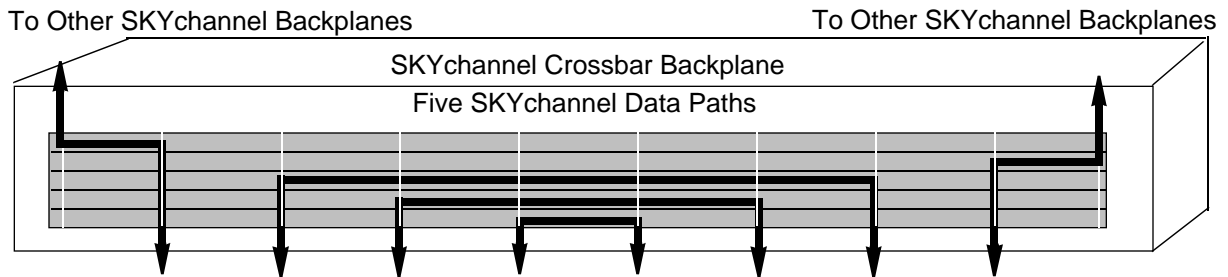 To Other SKYchannel Backplanes
To Other SKYchannel Backplanes
SKYchannel Crossbar Backplane
Five SKYchannel Data Paths